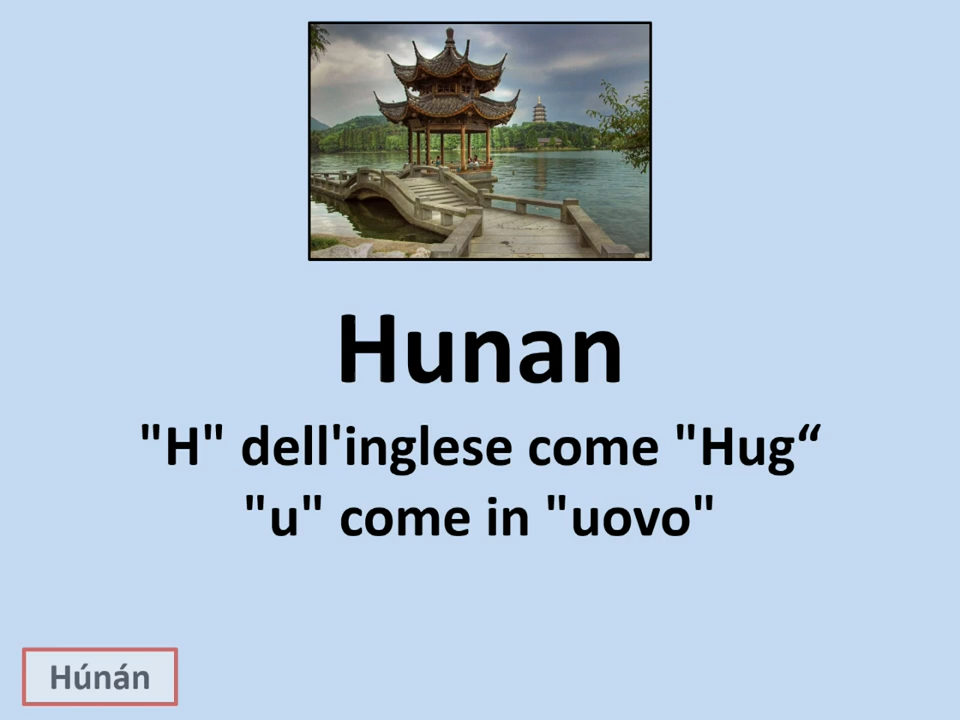 Hunan
"H" dell'inglese come "Hug“
"u" come in "uovo"
Húnán